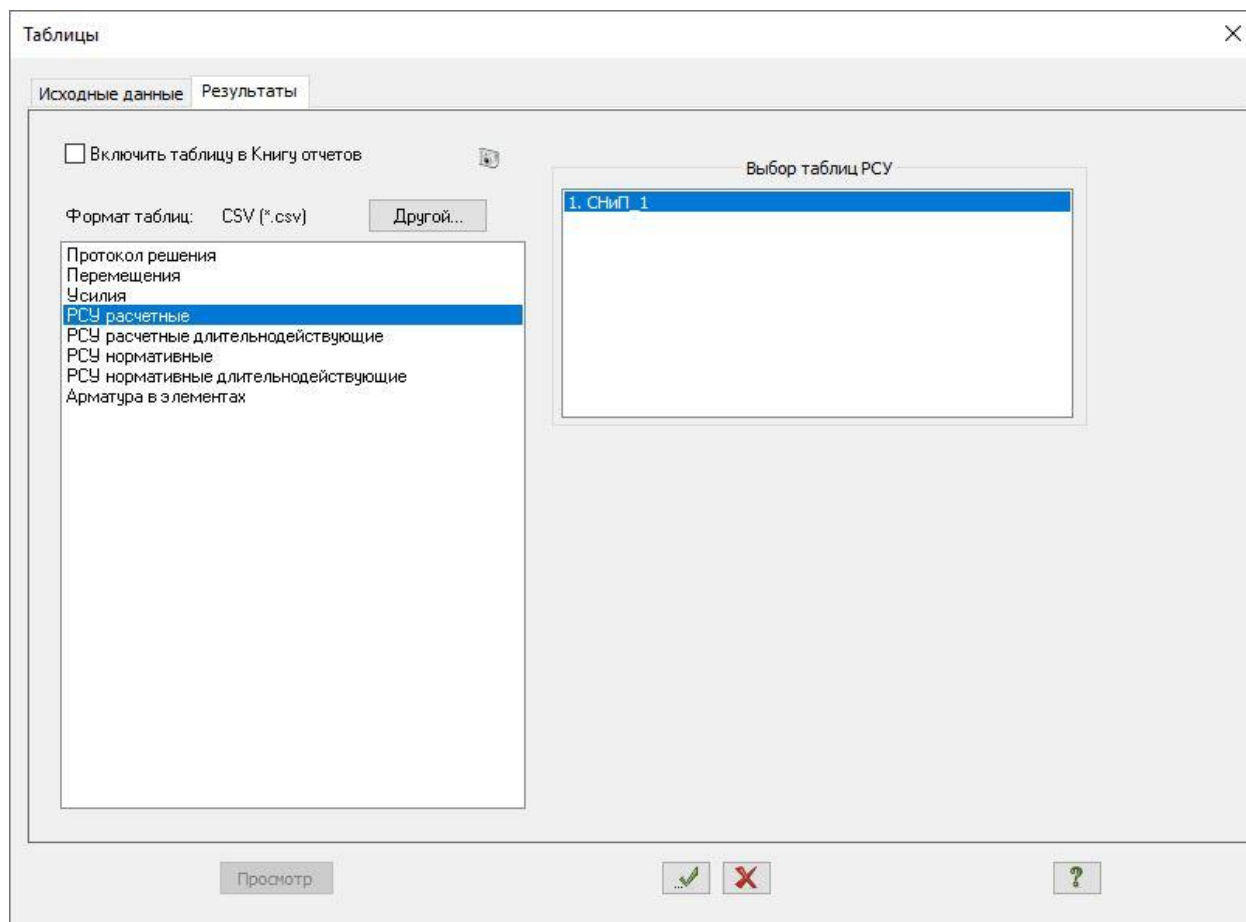 Таблицы
Исходные данные Результаты
Включить таблицу в Книгу отчетов
Выбор таблиц РСУ
1. СНиП_1
Формат таблиц: CSV (*.csv) Другой...
Протокол решения
Перемещения
Усилия
РСУ расчетные
РСУ расчетные длительнодействующие
РСУ нормативные
РСУ нормативные длительнодействующие
Арматура в элементах
Просмотр
?